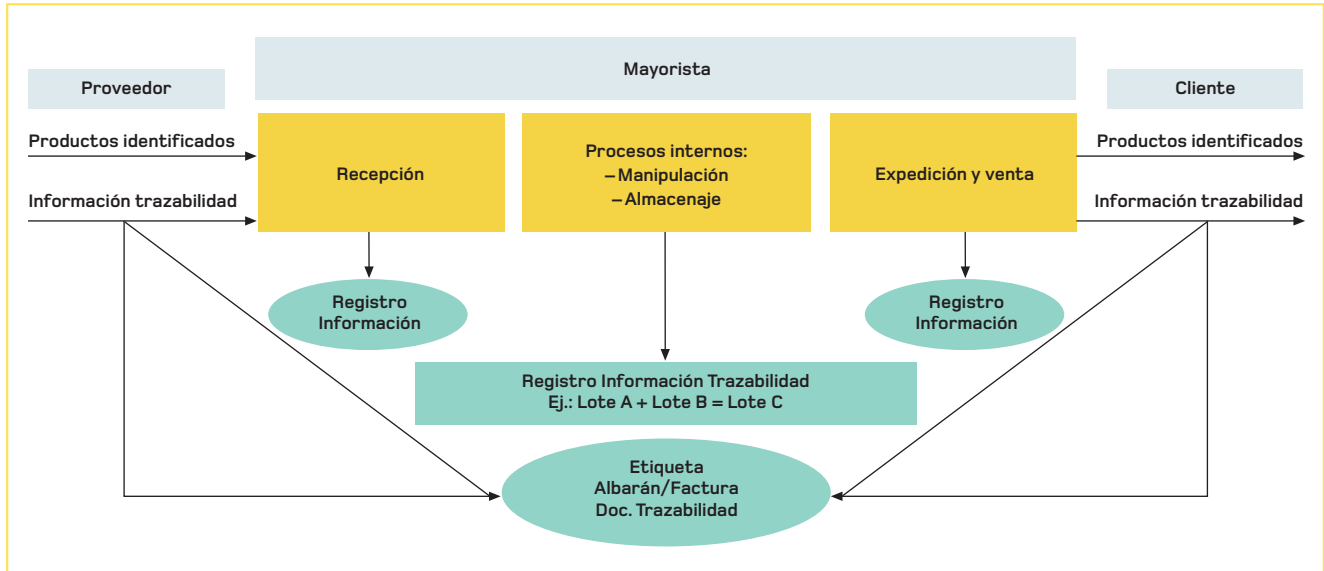 Mayorista
Proveedor
Cliente
Productos identificados
Información trazabilidad
Recepción
Procesos internos:
– Manipulación
– Almacenaje
Expedición y venta
Productos identificados
Información trazabilidad
Registro
Información
Registro
Información
Registro Información Trazabilidad
Ej.: Lote A + Lote B = Lote C
Etiqueta
Albarán/Factura
Doc. Trazabilidad